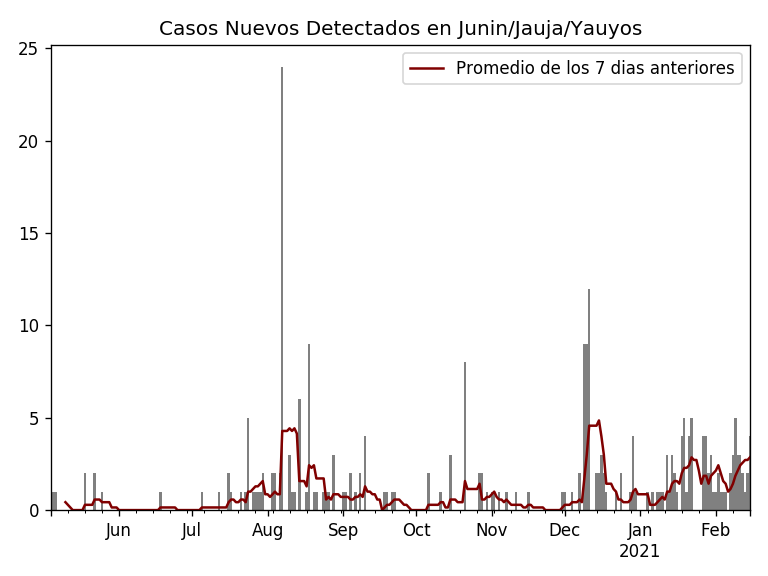 Casos Nuevos Detectados en Junin/Jauja/Yauyos
Promedio de los 7 dias anteriores
25
20
15
10
5
0
Jun Jul Aug Sep Oct Nov Dec Jan Feb
2021